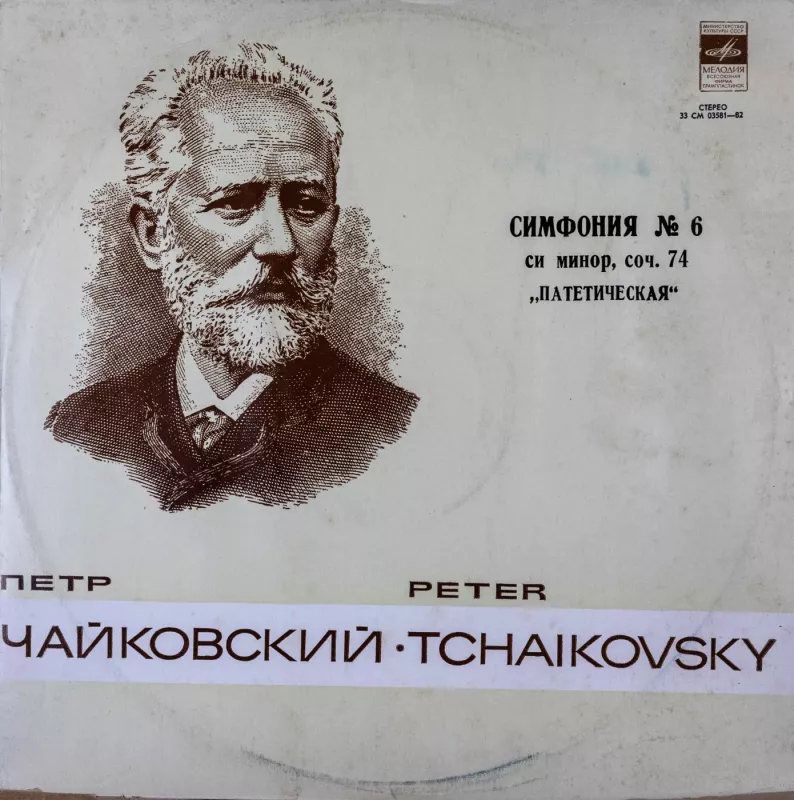 МИНИСТЕРСТВО
КУЛЬТУРЫ СССР
МЕЛОДИЯ
ВСЕСОЮЗНАЯ
ФИРМА
ГРАМПЛАСТИНОК
СТЕРЕО
33 СМ 03581—82
СИМФОНИЯ № 6
си минор, соч. 74
„ПАТЕТИЧЕСКАЯ“
ПЕТР PETER
ЧАЙКОВСКИЙ · TCHAIKOVSKY